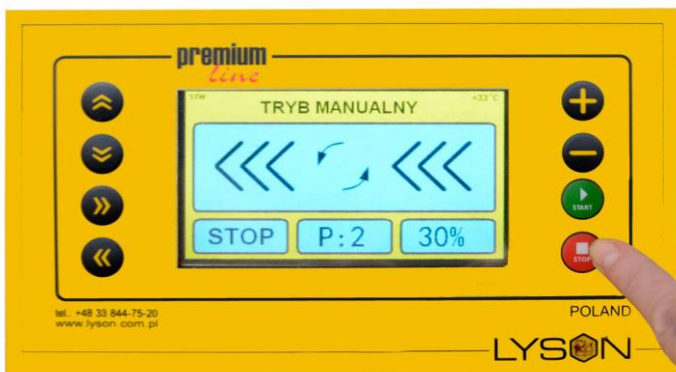 premium
line
STW
TRYB MANUALNY
+33°C
STOP
P:2
30%
START
STOP
tel.: +48 33 844-75-20
www.lyson.com.pl
POLAND
LYSON